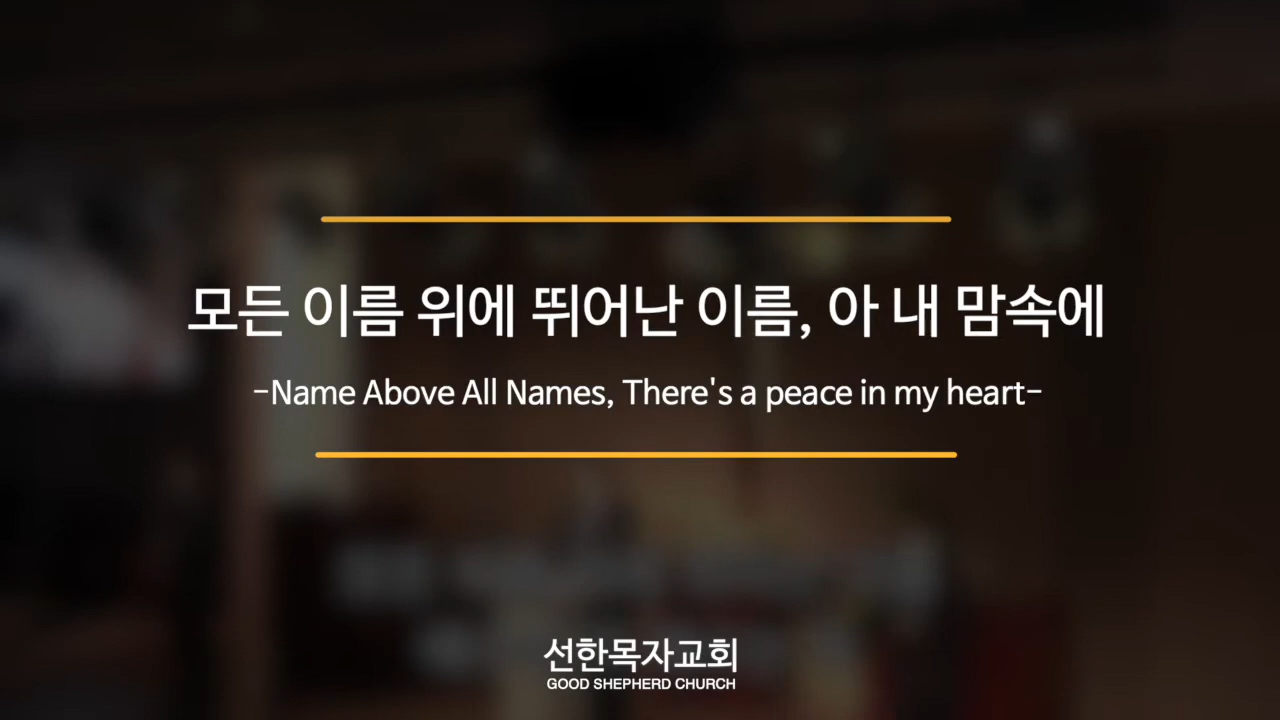 모든 이름 위에 뛰어난 이름, 아 내 맘속에
-Name Above All Names, There's a peace in my heart-
선한목자교회
GOOD SHEPHERD CHURCH